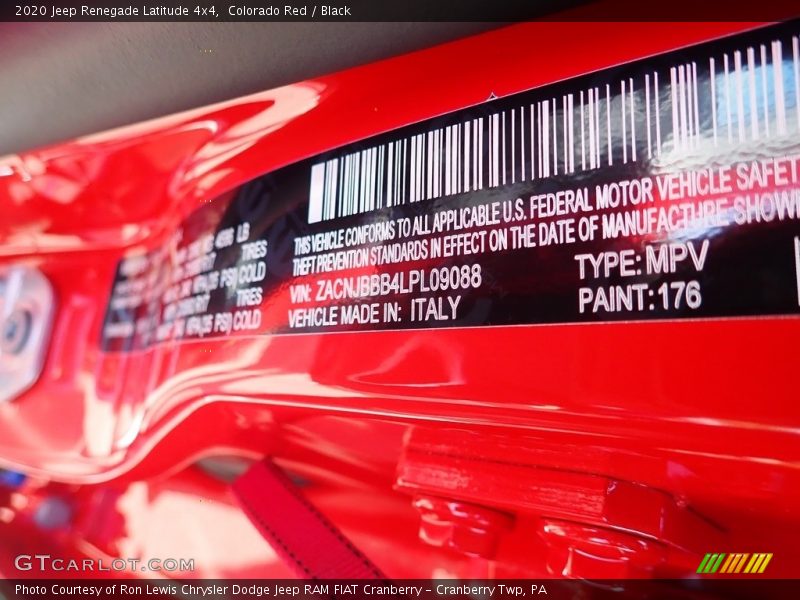 2020 Jeep Renegade Latitude 4x4, Colorado Red / Black
LB
TIRES
PSI) COLD
TIRES
PSI) COLD
THIS VEHICLE CONFORMS TO ALL APPLICABLE U.S. FEDERAL MOTOR VEHICLE SAFET
THEFT PREVENTION STANDARDS IN EFFECT ON THE DATE OF MANUFACTURE SHOWN
VIN: ZACNJBBB4LPL09088
TYPE: MPV
VEHICLE MADE IN: ITALY
PAINT: 176
GTCARLOT.COM
Photo Courtesy of Ron Lewis Chrysler Dodge Jeep RAM FIAT Cranberry – Cranberry Twp, PA